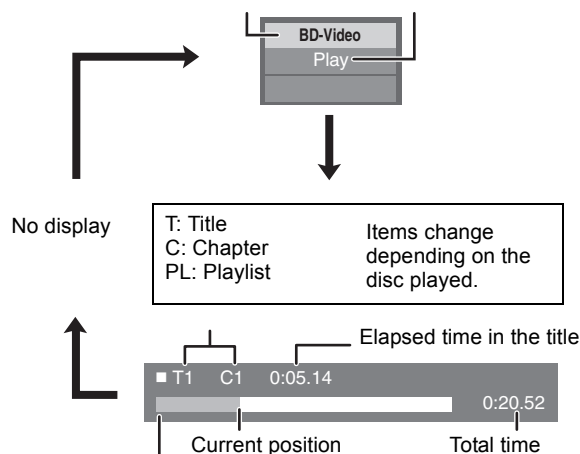 BD-Video
Play
No display
T: Title
C: Chapter
PL: Playlist
Items change
depending on the
disc played.
Elapsed time in the title
T1 C1 0:05.14
0:20.52
Current position
Total time